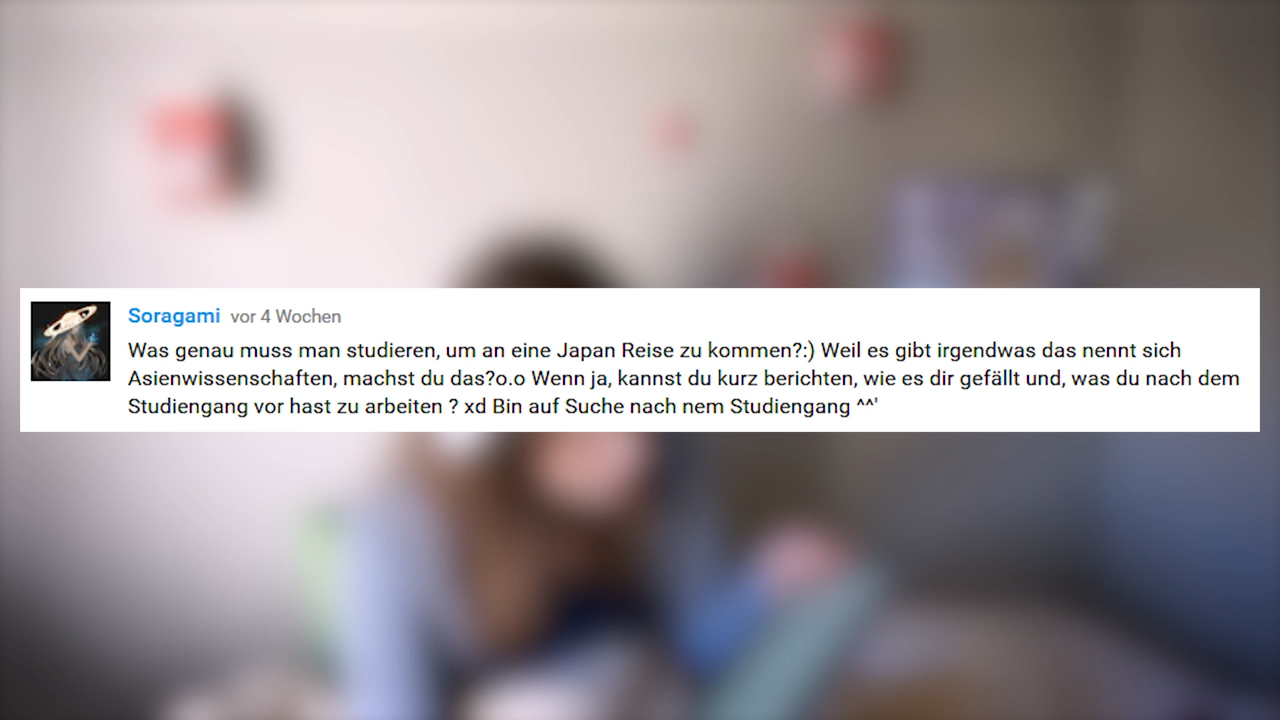 Soragami vor 4 Wochen
Was genau muss man studieren, um an eine Japan Reise zu kommen?:) Weil es gibt irgendwas das nennt sich
Asienwissenschaften, machst du das?o.o Wenn ja, kannst du kurz berichten, wie es dir gefällt und, was du nach dem
Studiengang vor hast zu arbeiten ? xd Bin auf Suche nach nem Studiengang ^^'